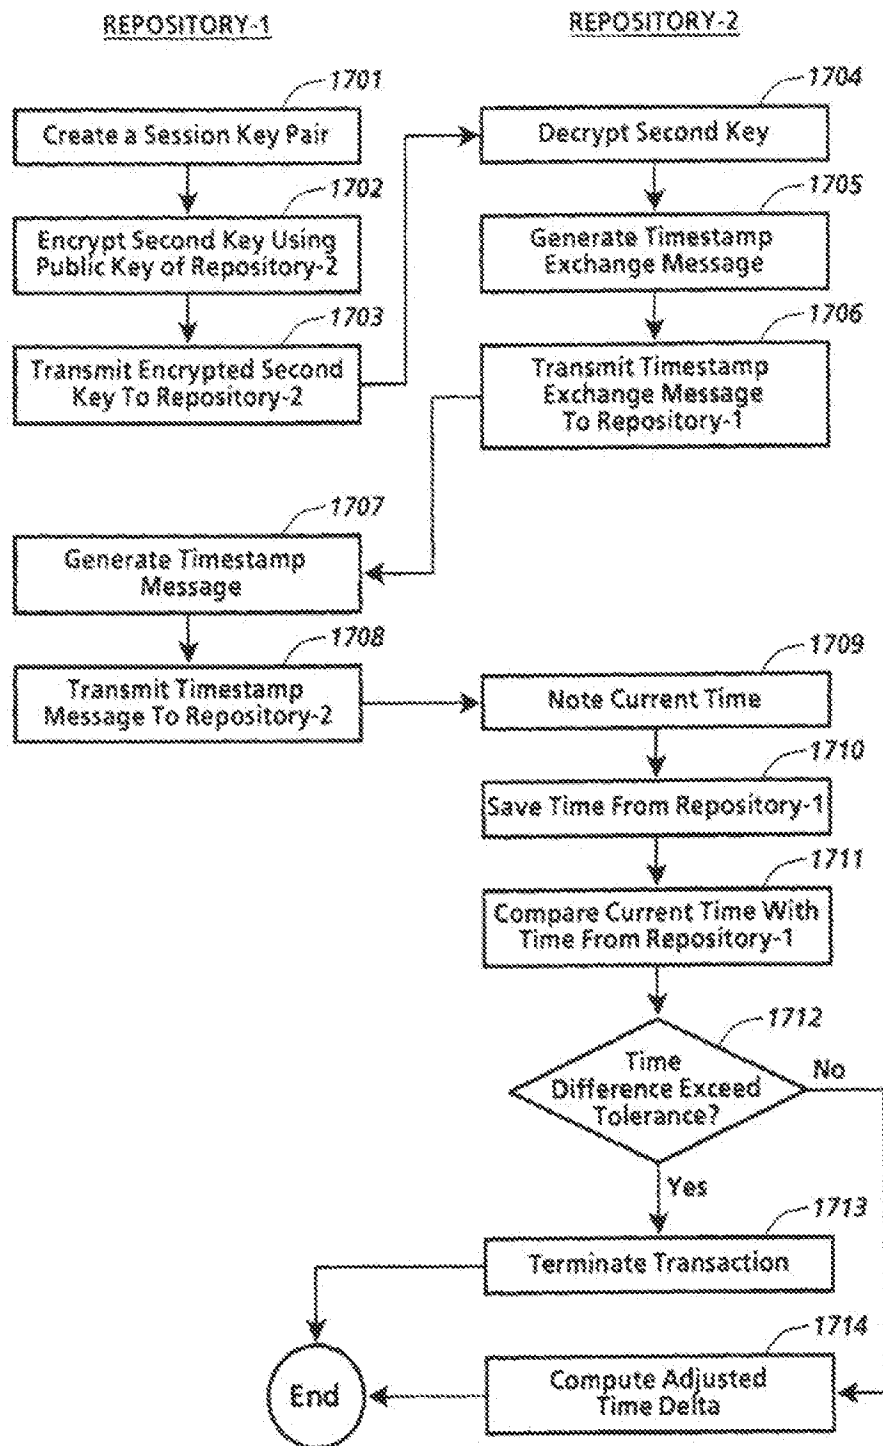 REPOSITORY-1
REPOSITORY-2
1701
Create a Session Key Pair
1702
Encrypt Second Key Using
Public Key of Repository-2
1703
Transmit Encrypted Second
Key To Repository-2
1704
Decrypt Second Key
1705
Generate Timestamp
Exchange Message
1706
Transmit Timestamp
Exchange Message
To Repository-1
1707
Generate Timestamp
Message
1708
Transmit Timestamp
Message To Repository-2
1709
Note Current Time
1710
Save Time From Repository-1
1711
Compare Current Time With
Time From Repository-1
1712
Time
Difference Exceed
Tolerance?
No
Yes
1713
Terminate Transaction
1714
Compute Adjusted
Time Delta
End